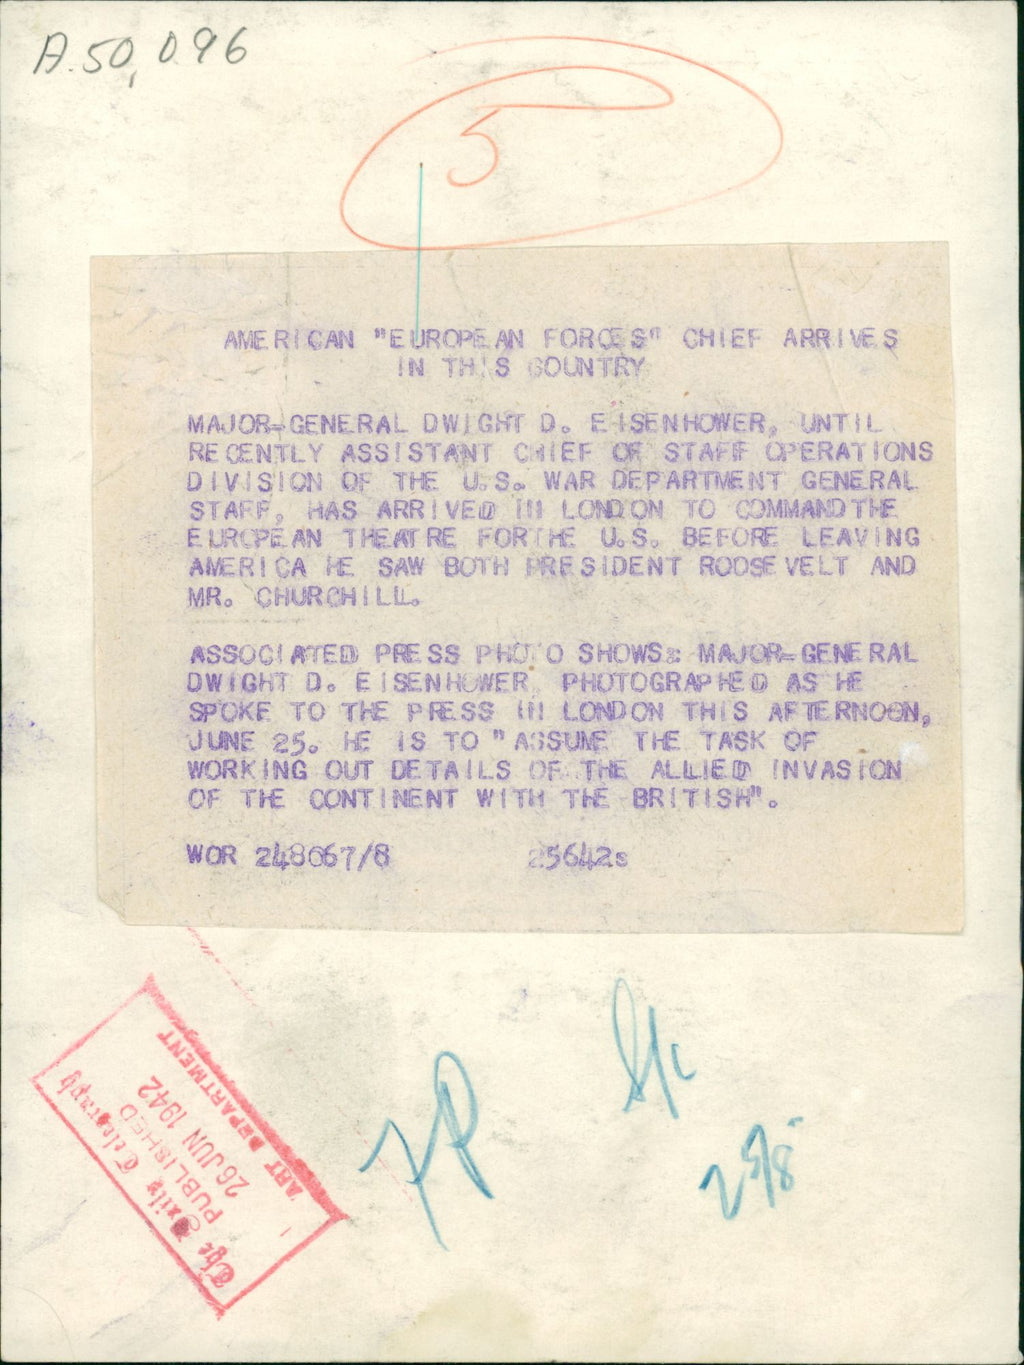 A.50,096
5
AMERICAN "EUROPEAN FORCES" CHIEF ARRIVES
IN THIS COUNTRY
MAJOR-GENERAL DWIGHT D. EISENHOWER, UNTIL
RECENTLY ASSISTANT CHIEF OF STAFF OPERATIONS
DIVISION OF THE U.S. WAR DEPARTMENT GENERAL
STAFF, HAS ARRIVED IN LONDON TO COMMANDTHE
EUROPEAN THEATRE FORTHE U.S. BEFORE LEAVING
AMERICA HE SAW BOTH PRESIDENT ROOSEVELT AND
MR. CHURCHILL.
ASSOCIATED PRESS PHOTO SHOWS: MAJOR-GENERAL
DWIGHT D. EISENHOWER PHOTOGRAPHED AS HE
SPOKE TO THE PRESS IN LONDON THIS AFTERNOON,
JUNE 25. HE IS TO "ASSUME THE TASK OF
WORKING OUT DETAILS OF THE ALLIED INVASION
OF THE CONTINENT WITH THE BRITISH".
WOR 248067/8 25642s
The Daily Telegraph
PUBLISHED
26 JUN 1942
ART DEPARTMENT